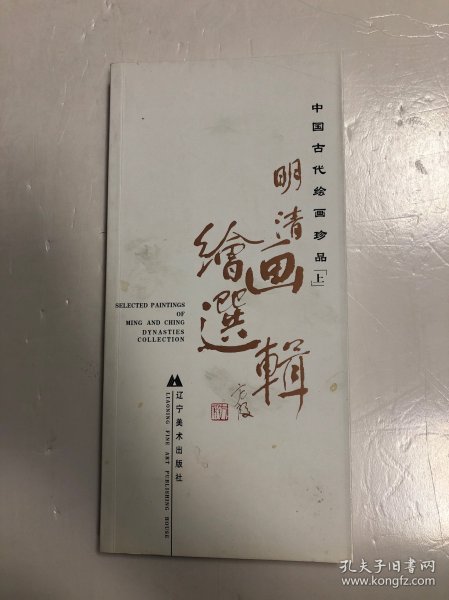 中国古代绘画珍品「上」
明清
繪画
選輯
SELECTED PAINTINGS
OF
MING AND CHING
DYNASTIES
COLLECTION
辽宁美术出版社
LIAONING FINE ART PUBLISHING HOUSE
孔夫子旧书网
www.kongfz.com